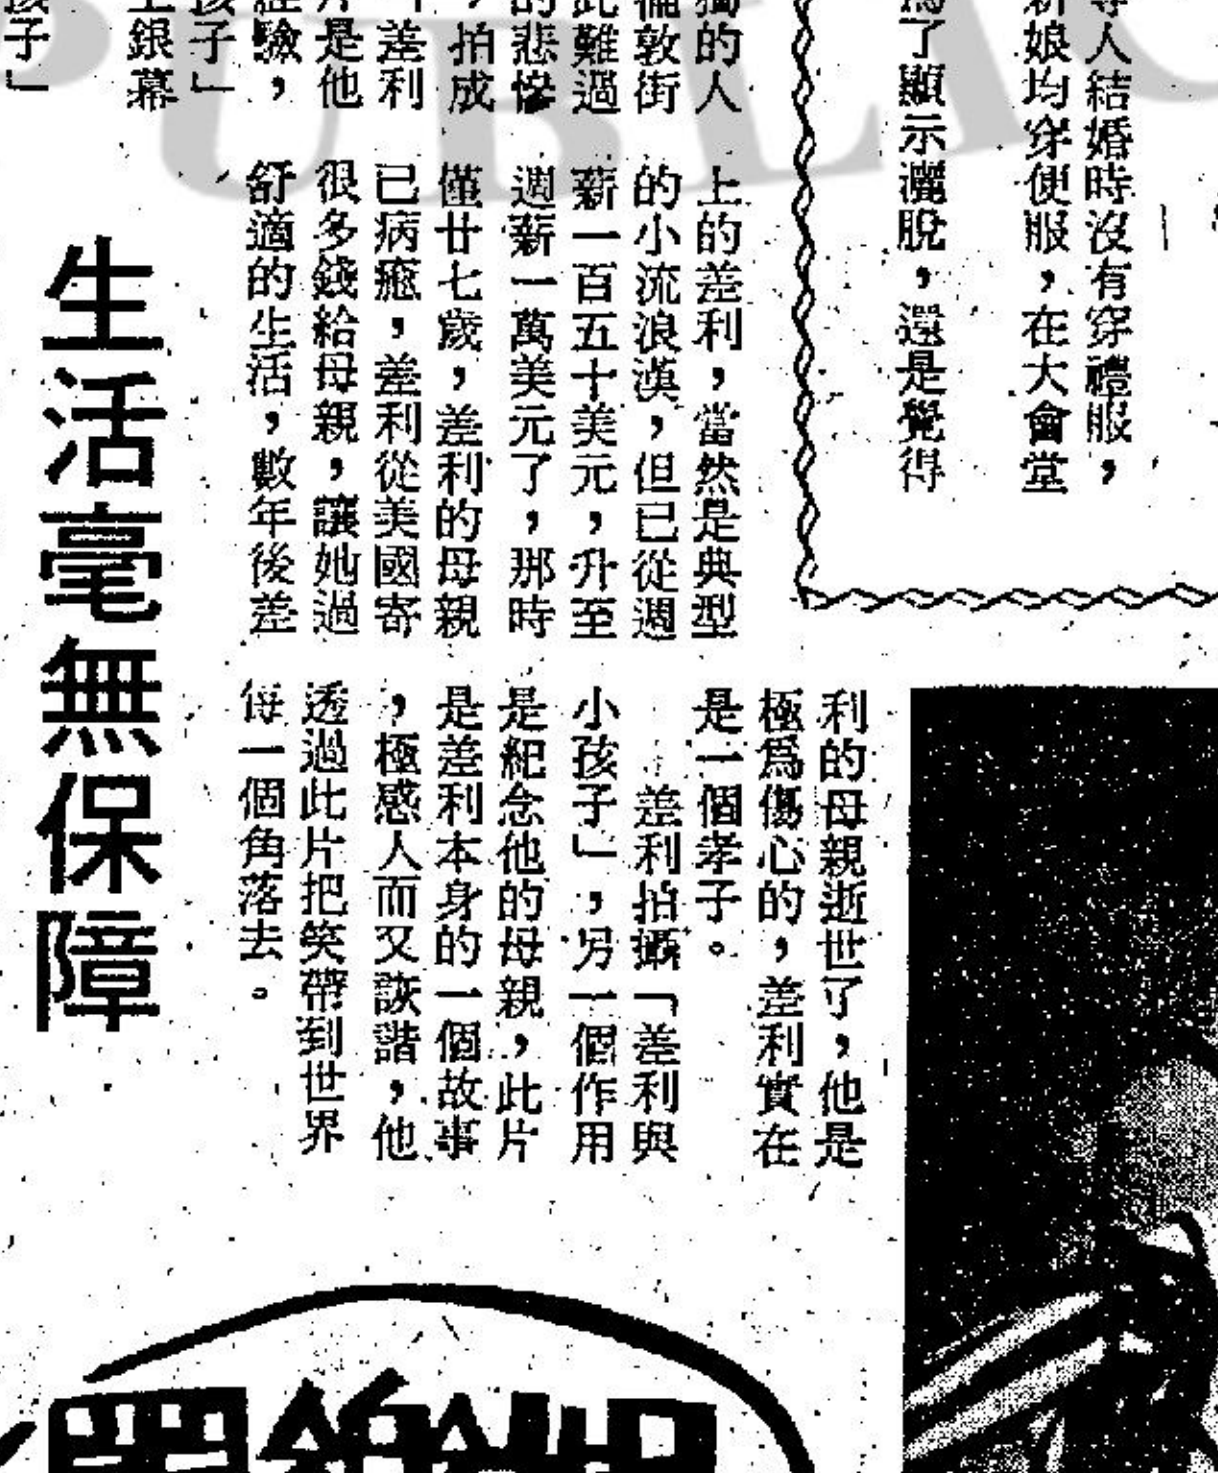 人結婚時沒有穿禮服，
新娘均穿便服，在大會堂
為了顯示灑脫，還是覺得
獨的人
倫敦街
此難過
的悲慘
，拍成
差利
片是他
經驗，
孩子」
上銀幕
孩子」
上的差利，當然是典型
的小流浪漢，但已從週
薪一百五十美元，升至
週薪一萬美元了，那時
僅廿七歲，差利的母親
已病癒，差利從美國寄
很多錢給母親，讓她過
舒適的生活，數年後差
利的母親逝世了，他是
極爲傷心的，差利實在
是一個孝子。
差利拍攝「差利與
小孩子」，另一個作用
是紀念他的母親，此片
是差利本身的一個故事
，極感人而又詼諧，他
透過此片把笑帶到世界
每一個角落去。
生活毫無保障
PUBLI